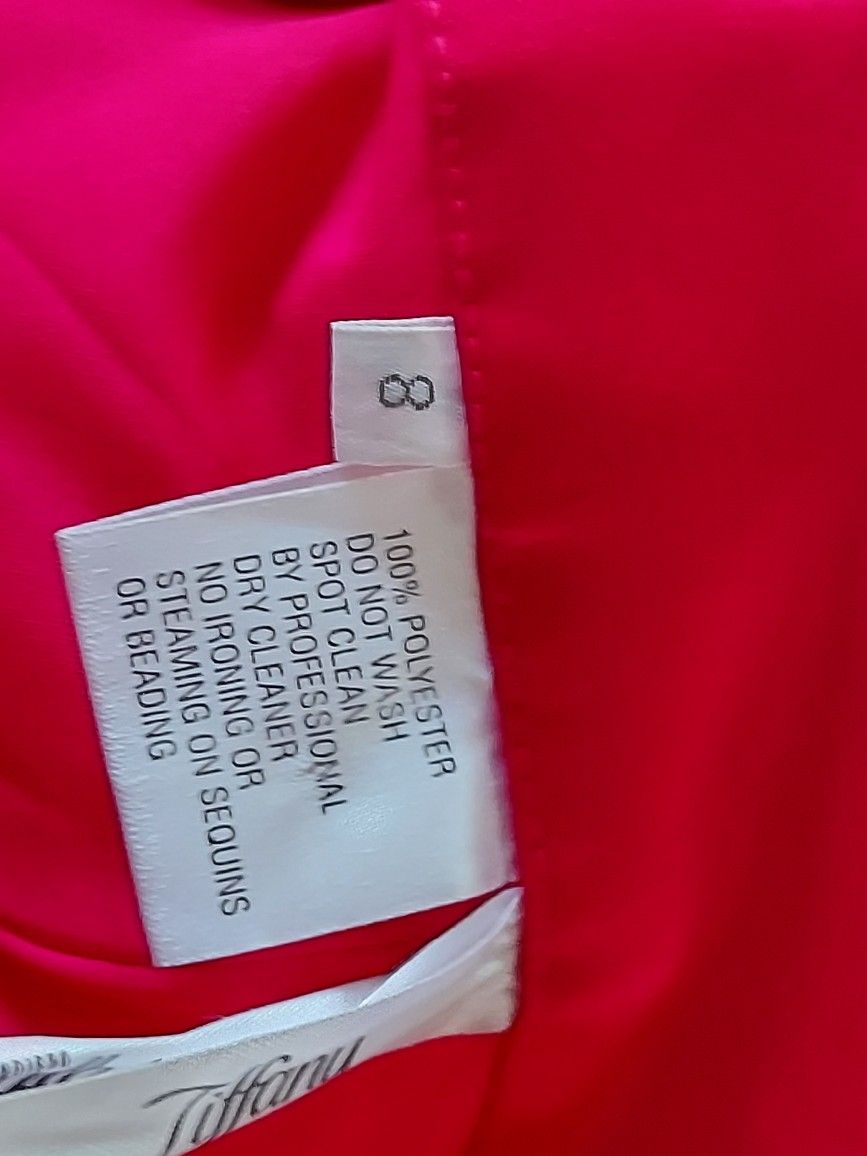 8
100% POLYESTER
DO NOT WASH
SPOT CLEAN
BY PROFESSIONAL
DRY CLEANER
NO IRONING OR
STEAMING ON SEQUINS
OR BEADING
Tiffany